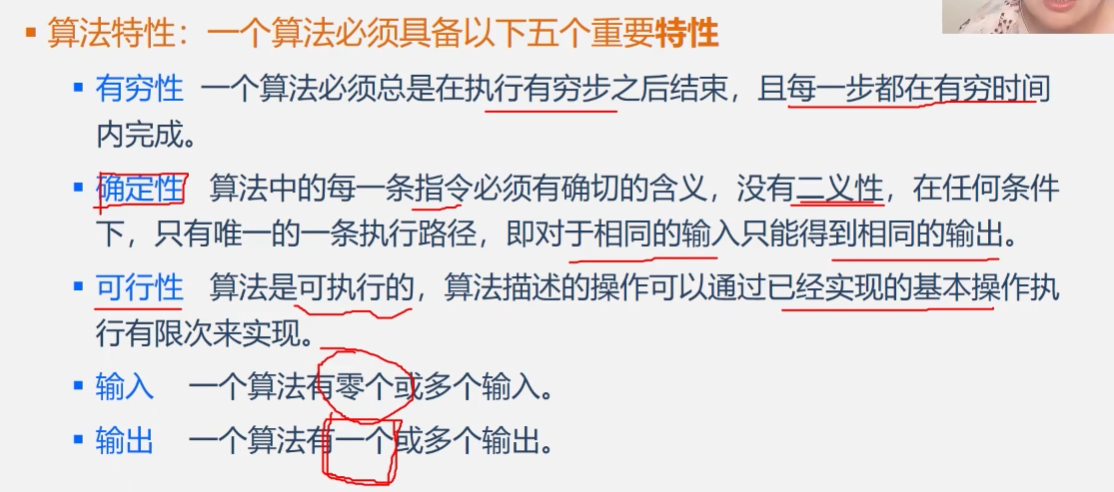 算法特性：一个算法必须具备以下五个重要特性
有穷性 一个算法必须总是在执行有穷步之后结束，且每一步都在有穷时间
内完成。
确定性 算法中的每一条指令必须有确切的含义，没有二义性，在任何条件
下，只有唯一的一条执行路径，即对于相同的输入只能得到相同的输出。
可行性 算法是可执行的，算法描述的操作可以通过已经实现的基本操作执
行有限次来实现。
输入 一个算法有零个或多个输入。
输出 一个算法有一个或多个输出。